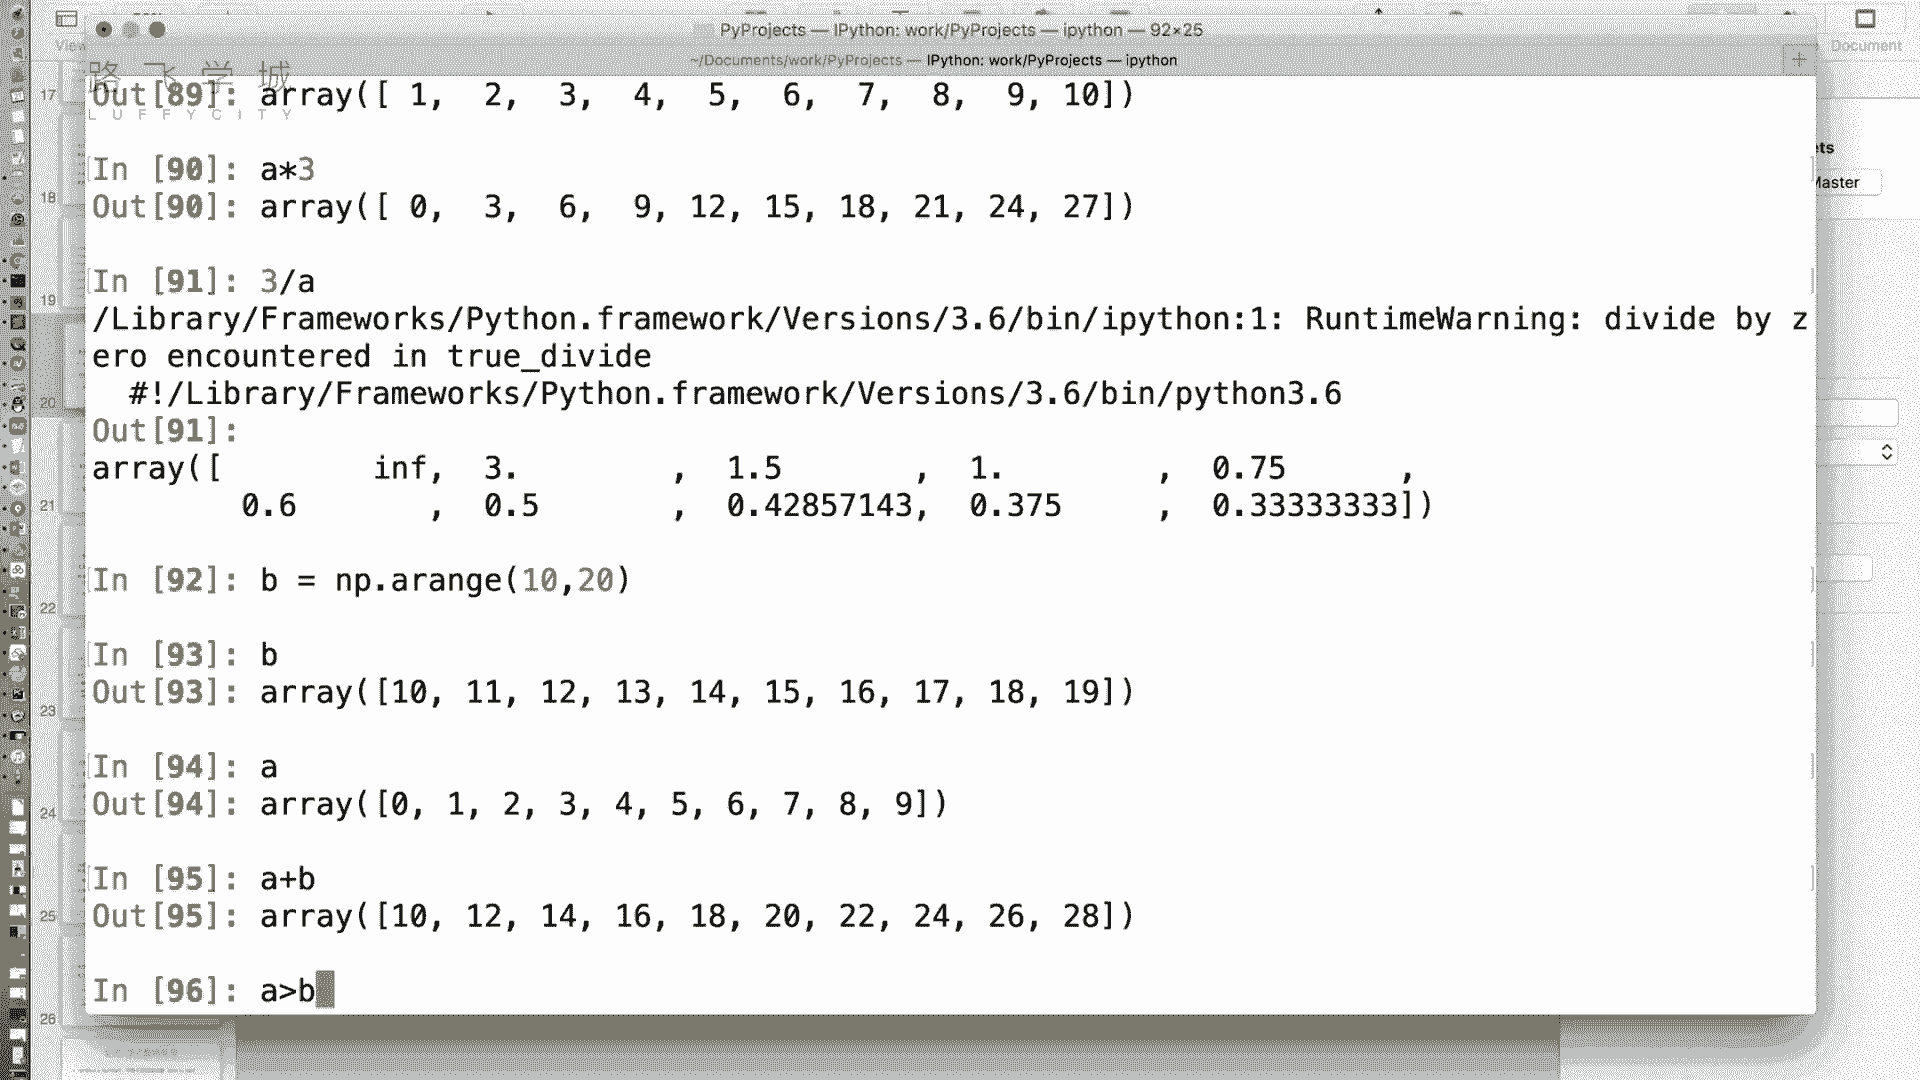 PyProjects — IPython: work/PyProjects — ipython — 92×25
~/Documents/work/PyProjects — IPython: work/PyProjects — ipython
View
Document
路飞学城
LUFFYCITY
Out[89]: array([ 1,  2,  3,  4,  5,  6,  7,  8,  9, 10])
In [90]: a*3
Out[90]: array([ 0,  3,  6,  9, 12, 15, 18, 21, 24, 27])
In [91]: 3/a
/Library/Frameworks/Python.framework/Versions/3.6/bin/ipython:1: RuntimeWarning: divide by z
ero encountered in true_divide
  #!/Library/Frameworks/Python.framework/Versions/3.6/bin/python3.6
Out[91]:
array([        inf,  3.        ,  1.5       ,  1.        ,  0.75      ,
        0.6       ,  0.5       ,  0.42857143,  0.375     ,  0.33333333])
In [92]: b = np.arange(10,20)
In [93]: b
Out[93]: array([10, 11, 12, 13, 14, 15, 16, 17, 18, 19])
In [94]: a
Out[94]: array([0, 1, 2, 3, 4, 5, 6, 7, 8, 9])
In [95]: a+b
Out[95]: array([10, 12, 14, 16, 18, 20, 22, 24, 26, 28])
In [96]: a>b
17
18
19
20
21
22
23
24
25
26